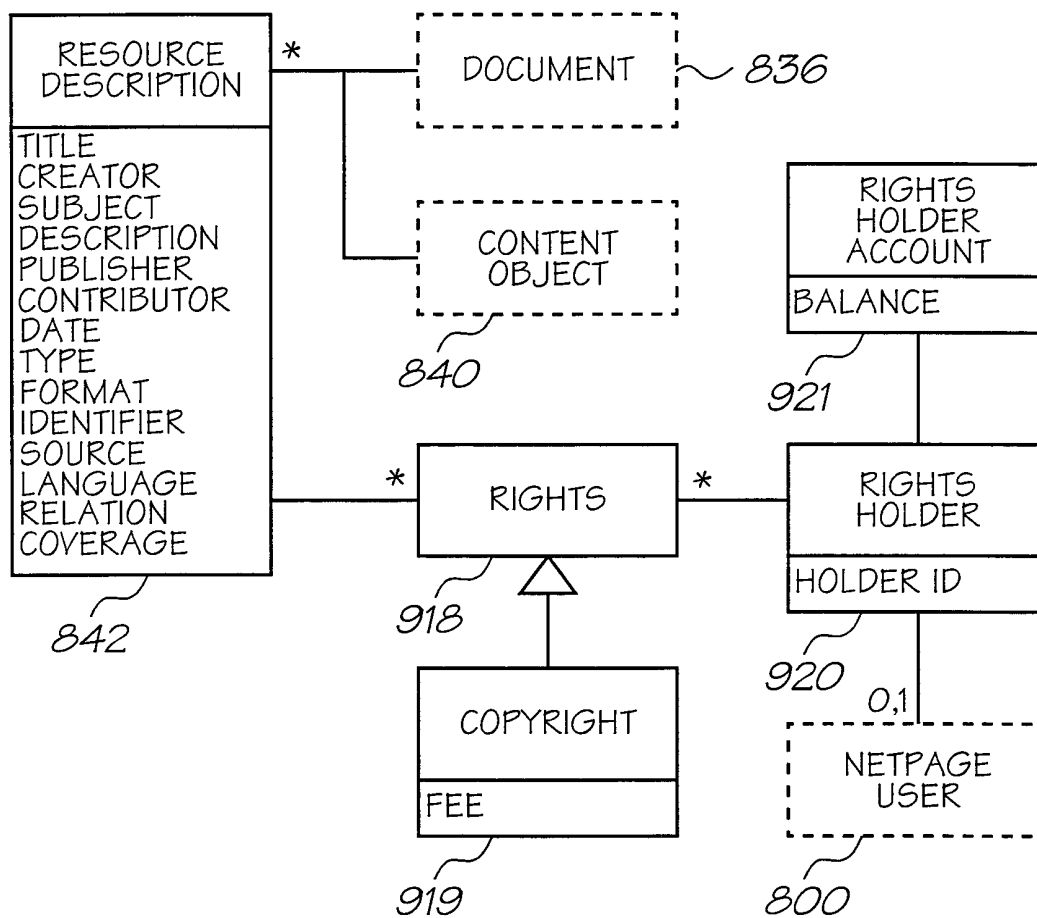 RESOURCE
DESCRIPTION
TITLE
CREATOR
SUBJECT
DESCRIPTION
PUBLISHER
CONTRIBUTOR
DATE
TYPE
FORMAT
IDENTIFIER
SOURCE
LANGUAGE
RELATION
COVERAGE
842
*
DOCUMENT
836
CONTENT
OBJECT
840
RIGHTS
HOLDER
ACCOUNT
BALANCE
921
*
RIGHTS
*
918
RIGHTS
HOLDER
HOLDER ID
920
COPYRIGHT
FEE
919
0,1
NETPAGE
USER
800